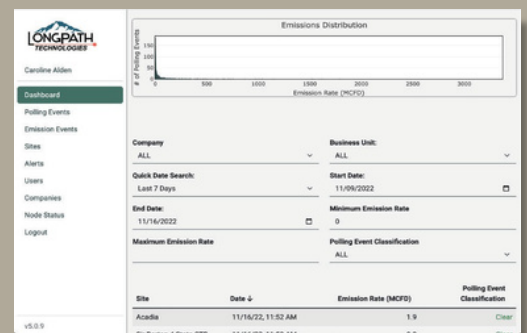 LONGPATH
TECHNOLOGIES
Caroline Alden
Dashboard
Polling Events
Emission Events
Sites
Alerts
Users
Companies
Node Status
Logout
v5.0.9
Emissions Distribution
# of Polling Events
150
100
50
0
0 500 1000 1500 2000 2500 3000
Emission Rate (MCFD)
Company Business Unit:
ALL ALL
Quick Date Search: Start Date:
Last 7 Days 11/09/2022
End Date: Minimum Emission Rate
11/16/2022 0
Maximum Emission Rate Polling Event Classification
ALL
Site Date ↓ Emission Rate (MCFD) Polling Event Classification
Acadia 11/16/22, 11:52 AM 1.9 Clear